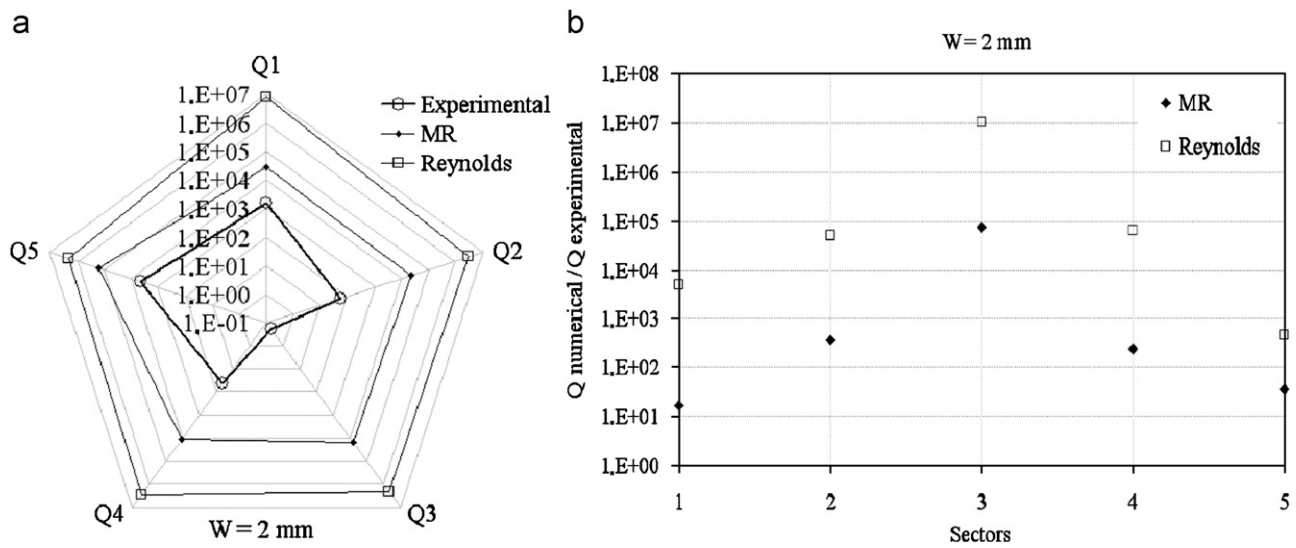 a
Q1
1.E+07
1.E+06
1.E+05
1.E+04
1.E+03
1.E+02
1.E+01
1.E+00
1.E-01
Experimental
MR
Reynolds
Q5
Q2
Q4
Q3
W = 2 mm
b
W= 2 mm
Q numerical / Q experimental
1.E+08
1.E+07
1.E+06
1.E+05
1.E+04
1.E+03
1.E+02
1.E+01
1.E+00
MR
Reynolds
1 2 3 4 5
Sectors